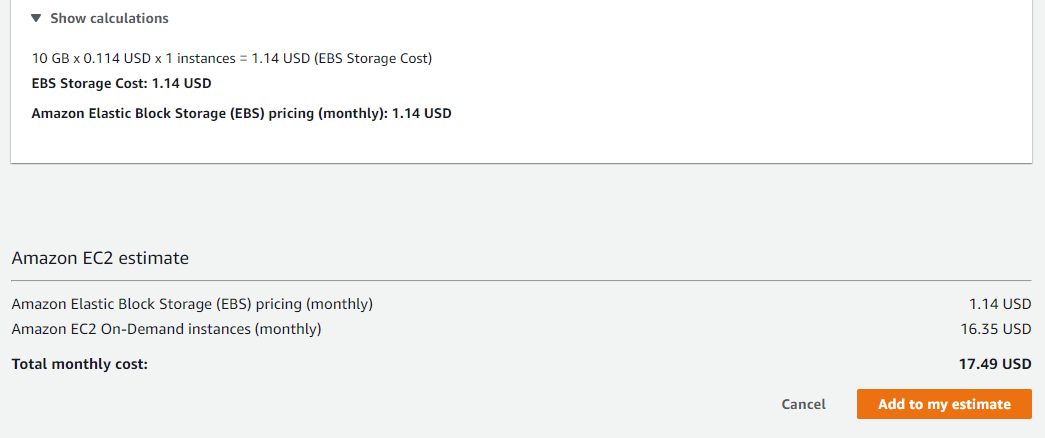 Show calculations
10 GB x 0.114 USD x 1 instances = 1.14 USD (EBS Storage Cost)
EBS Storage Cost: 1.14 USD
Amazon Elastic Block Storage (EBS) pricing (monthly): 1.14 USD
Amazon EC2 estimate
Amazon Elastic Block Storage (EBS) pricing (monthly) 1.14 USD
Amazon EC2 On-Demand instances (monthly) 16.35 USD
Total monthly cost: 17.49 USD
Cancel Add to my estimate